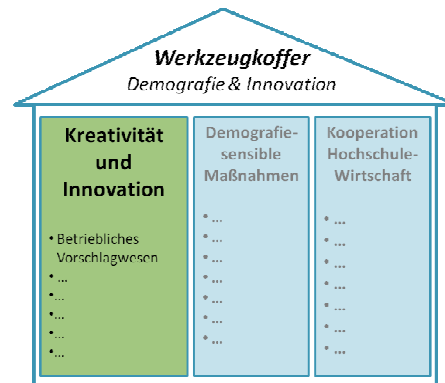 Werkzeugkoffer
Demografie & Innovation
Kreativität
und
Innovation
• Betriebliches
Vorschlagwesen
• ...
•...
•...
•...
•...
Demografie-
sensible
Maßnahmen
• ...
• ...
• ...
• ...
• ...
• ...
• ...
Kooperation
Hochschule-
Wirtschaft
• ...
• ...
• ...
• ...
• ...
• ...
• ...